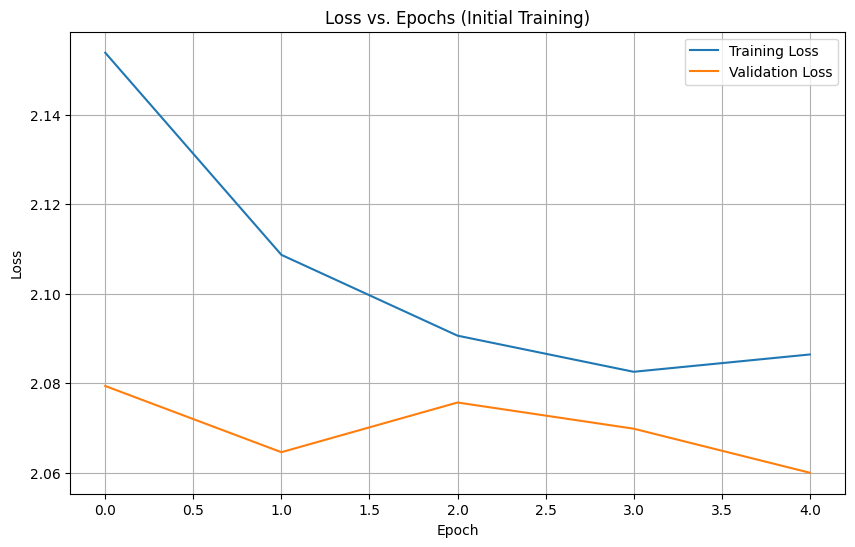 Loss vs. Epochs (Initial Training)
Training Loss
Validation Loss
2.14
2.12
2.10
2.08
2.06
Loss
0.0 0.5 1.0 1.5 2.0 2.5 3.0 3.5 4.0
Epoch